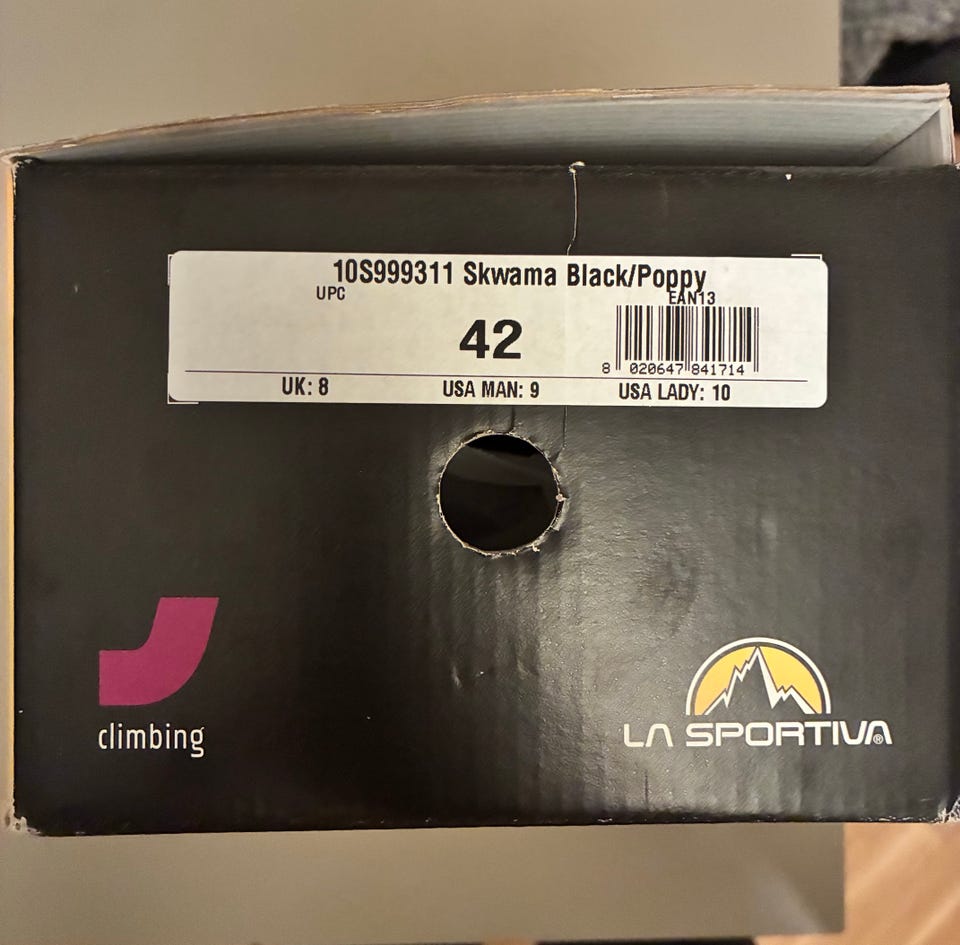 10S999311 Skwama Black/Poppy
UPC EAN13
42
8 020647 841714
UK: 8 USA MAN: 9 USA LADY: 10
climbing
LA SPORTIVA®